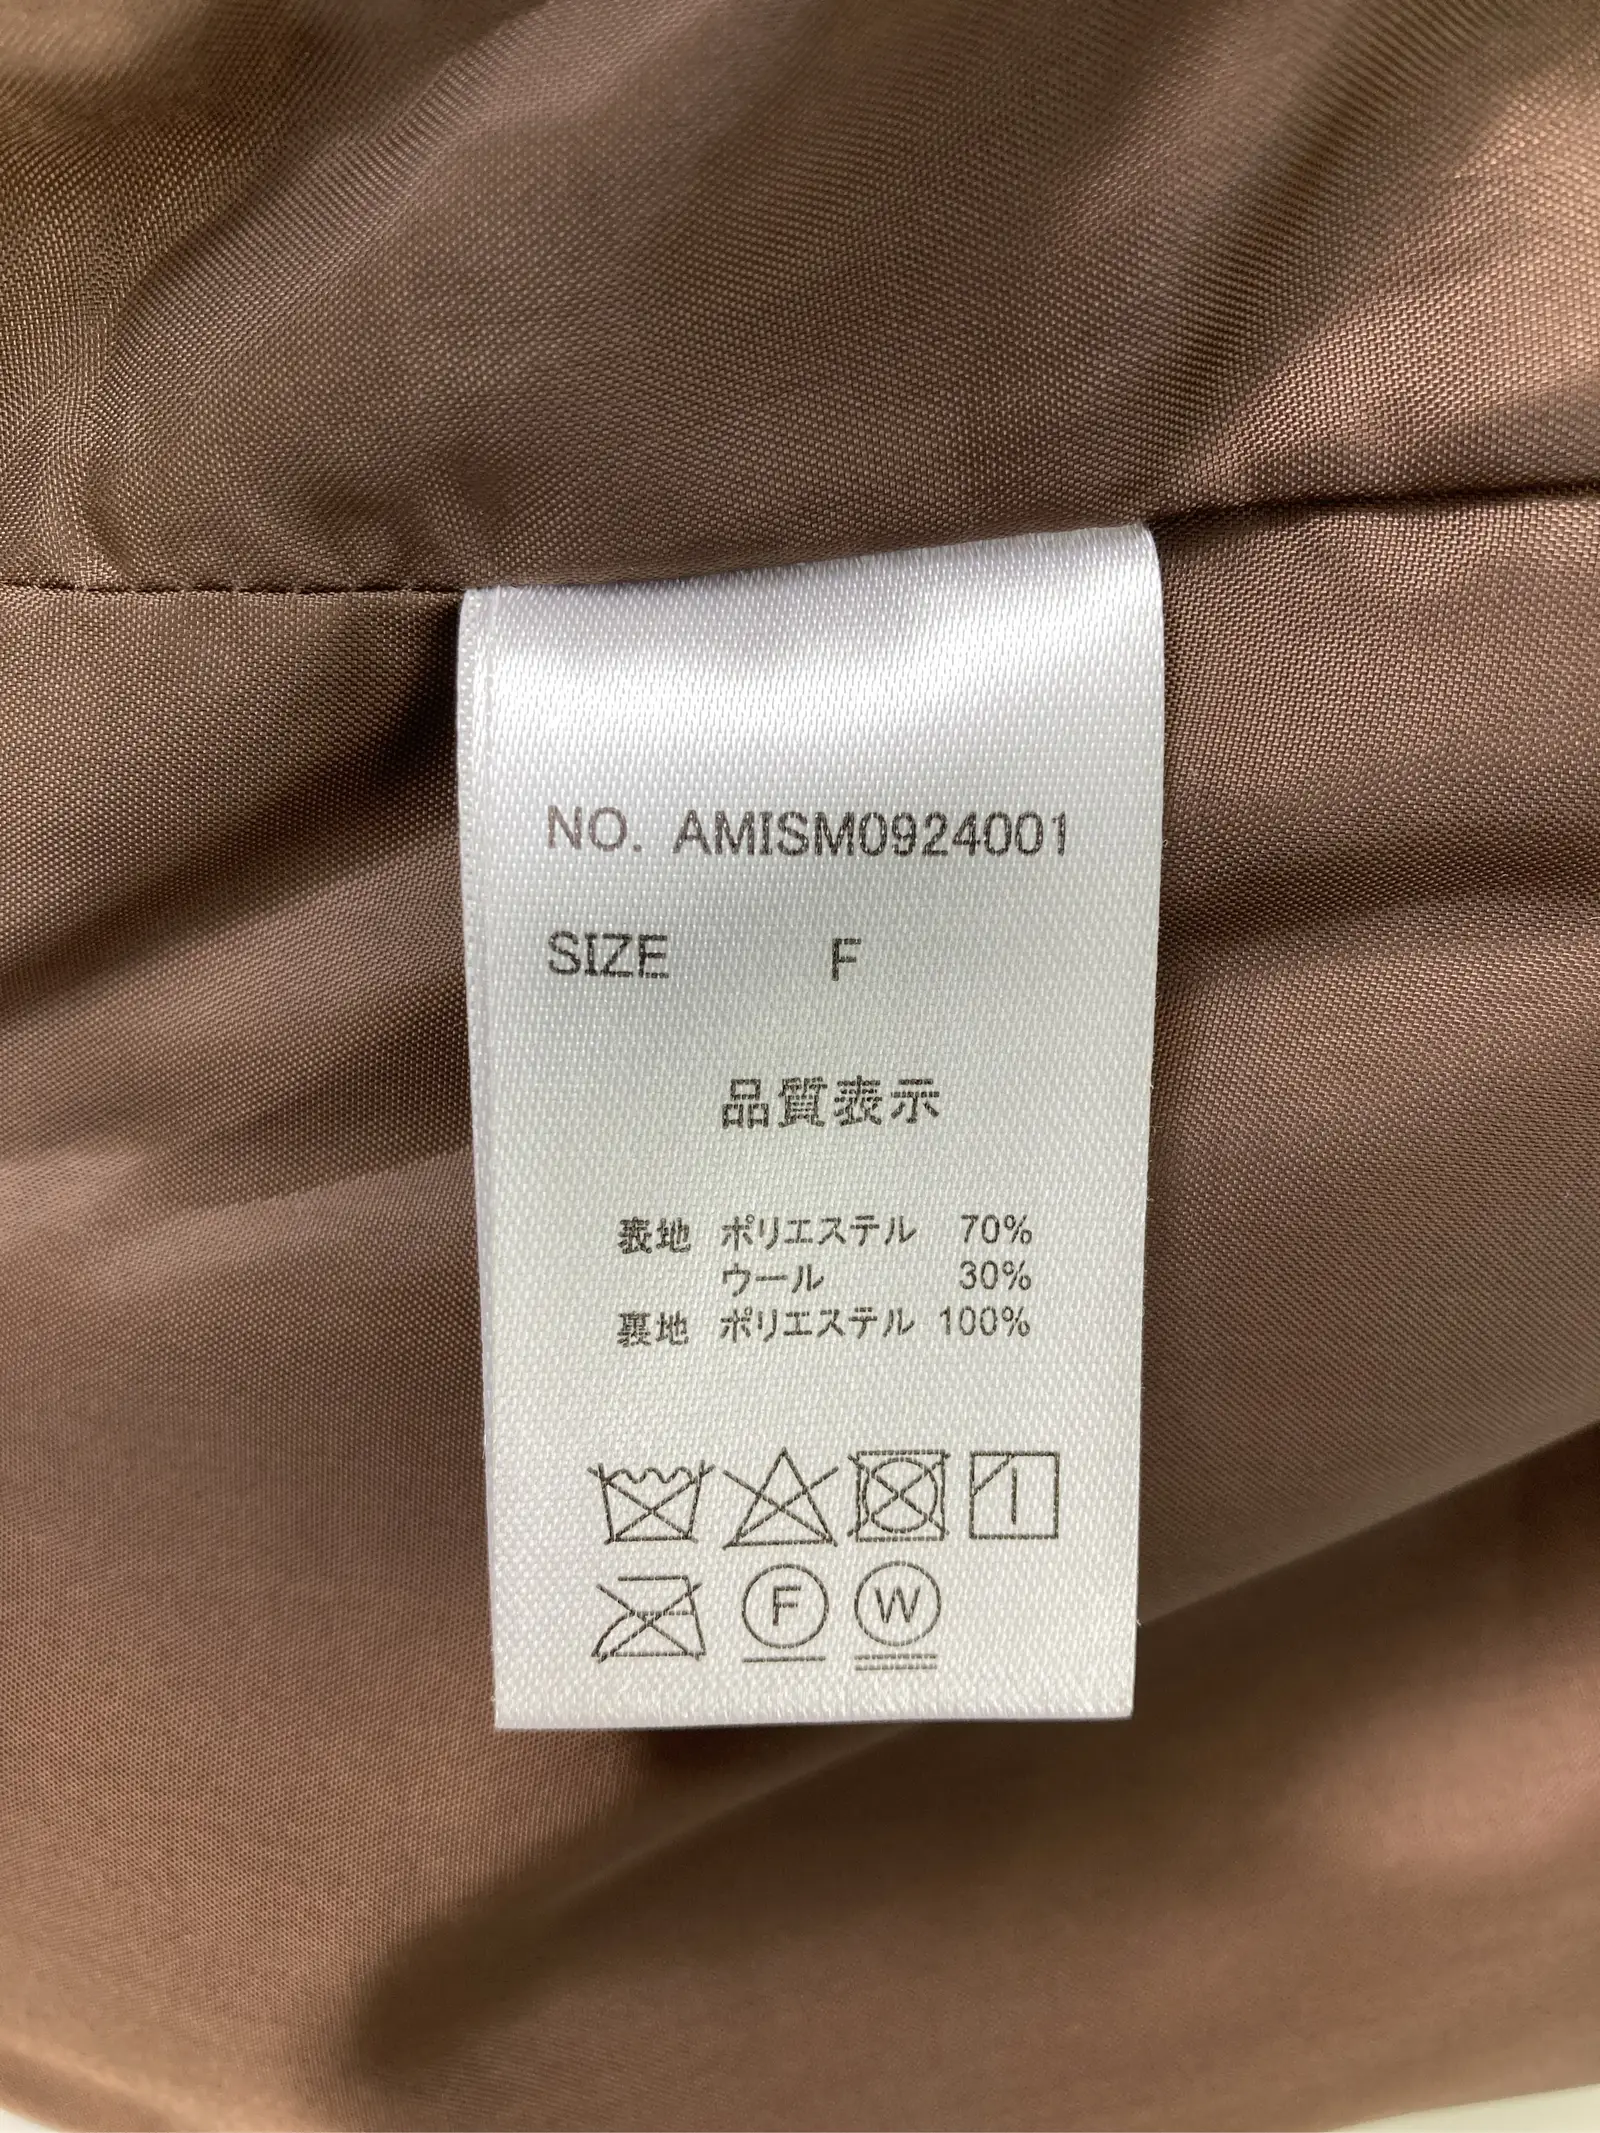 NO. AMISM0924001
SIZE F
品質表示
表地 ポリエステル 70%
ウール 30%
裏地 ポリエステル 100%
F W